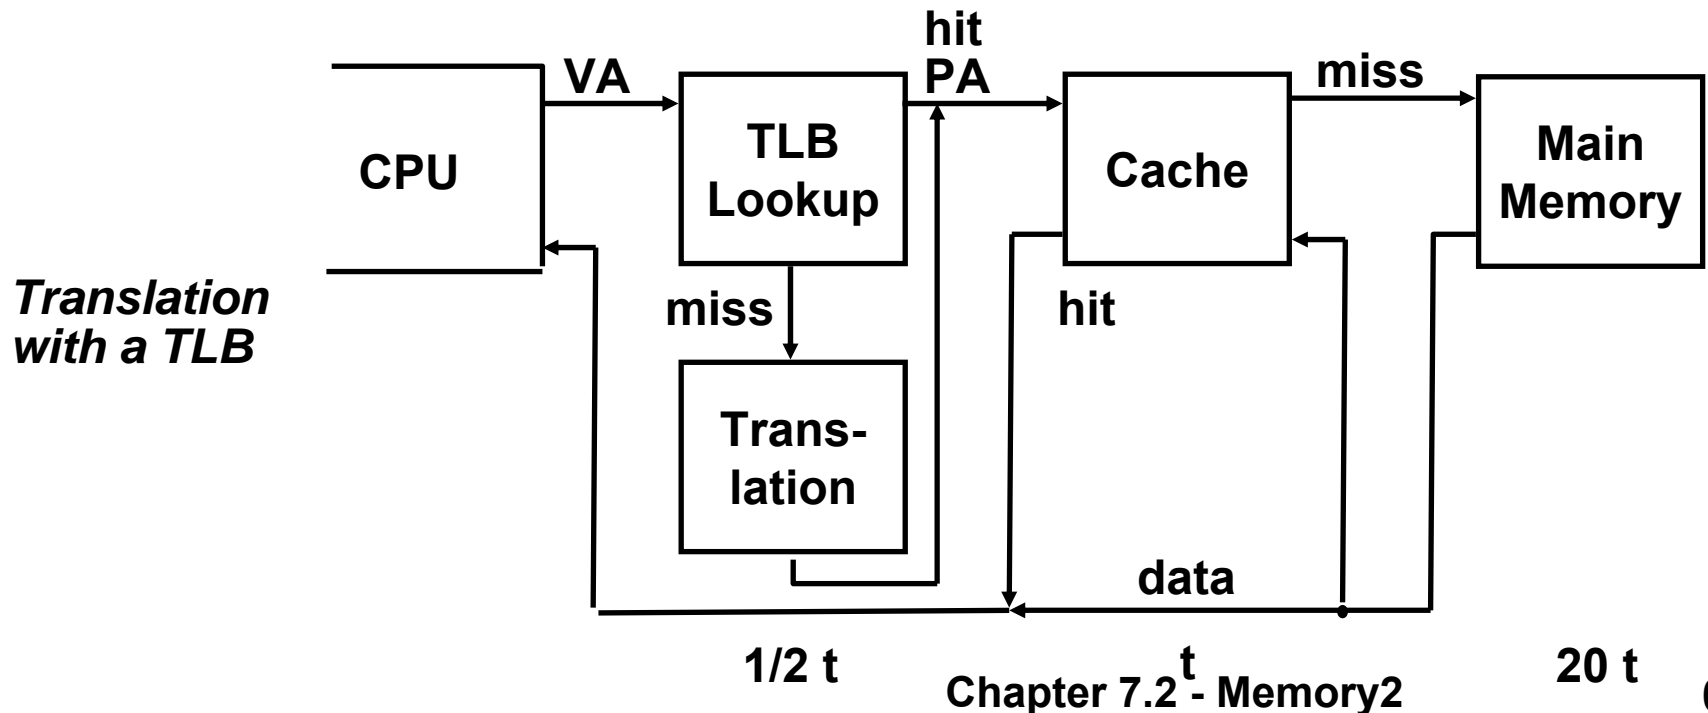 hit
VA
PA
miss
CPU
TLB
Lookup
Cache
Main
Memory
Translation
with a TLB
miss
hit
Trans-
lation
data
1/2 t
t
20 t
Chapter 7.2 - Memory2